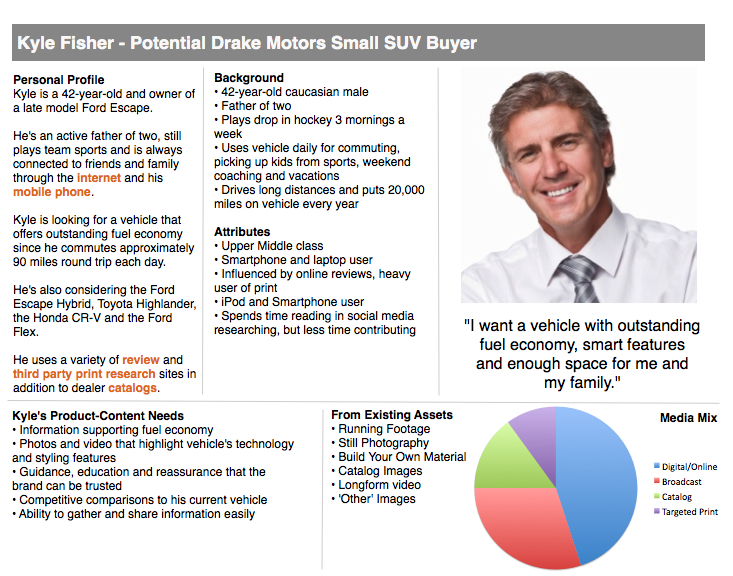 Kyle Fisher - Potential Drake Motors Small SUV Buyer
Personal Profile
Kyle is a 42-year-old and owner of
a late model Ford Escape.
He's an active father of two, still
plays team sports and is always
connected to friends and family
through the internet and his
mobile phone.
Kyle is looking for a vehicle that
offers outstanding fuel economy
since he commutes approximately
90 miles round trip each day.
He's also considering the Ford
Escape Hybrid, Toyota Highlander,
the Honda CR-V and the Ford
Flex.
He uses a variety of review and
third party print research sites in
addition to dealer catalogs.
Background
• 42-year-old caucasian male
• Father of two
• Plays drop in hockey 3 mornings a
week
• Uses vehicle daily for commuting,
picking up kids from sports, weekend
coaching and vacations
• Drives long distances and puts 20,000
miles on vehicle every year
Attributes
• Upper Middle class
• Smartphone and laptop user
• Influenced by online reviews, heavy
user of print
• iPod and Smartphone user
• Spends time reading in social media
researching, but less time contributing
"I want a vehicle with outstanding
fuel economy, smart features
and enough space for me and
my family."
Kyle's Product-Content Needs
• Information supporting fuel economy
• Photos and video that highlight vehicle's technology
and styling features
• Guidance, education and reassurance that the
brand can be trusted
• Competitive comparisons to his current vehicle
• Ability to gather and share information easily
From Existing Assets
• Running Footage
• Still Photography
• Build Your Own Material
• Catalog Images
• Longform video
• 'Other' Images
Media Mix
Digital/Online
Broadcast
Catalog
Targeted Print